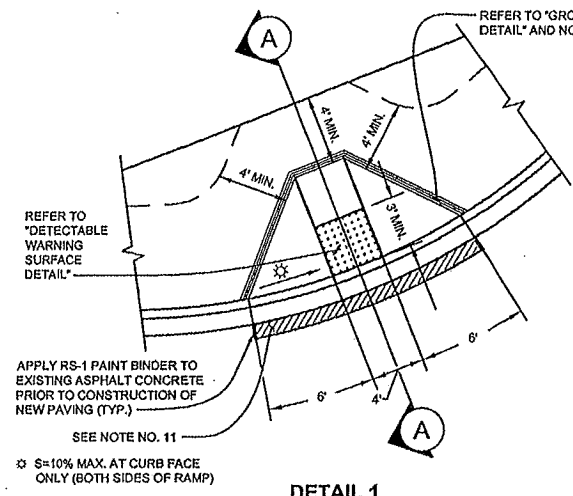 A
REFER TO "GRO
DETAIL" AND NO
4' MIN.
4' MIN.
4' MIN.
3' MIN.
REFER TO
"DETECTABLE
WARNING
SURFACE
DETAIL"
APPLY RS-1 PAINT BINDER TO
EXISTING ASPHALT CONCRETE
PRIOR TO CONSTRUCTION OF
NEW PAVING (TYP.)
6'
4'
6'
A
SEE NOTE NO. 11
S=10% MAX. AT CURB FACE
ONLY (BOTH SIDES OF RAMP)
DETAIL 1